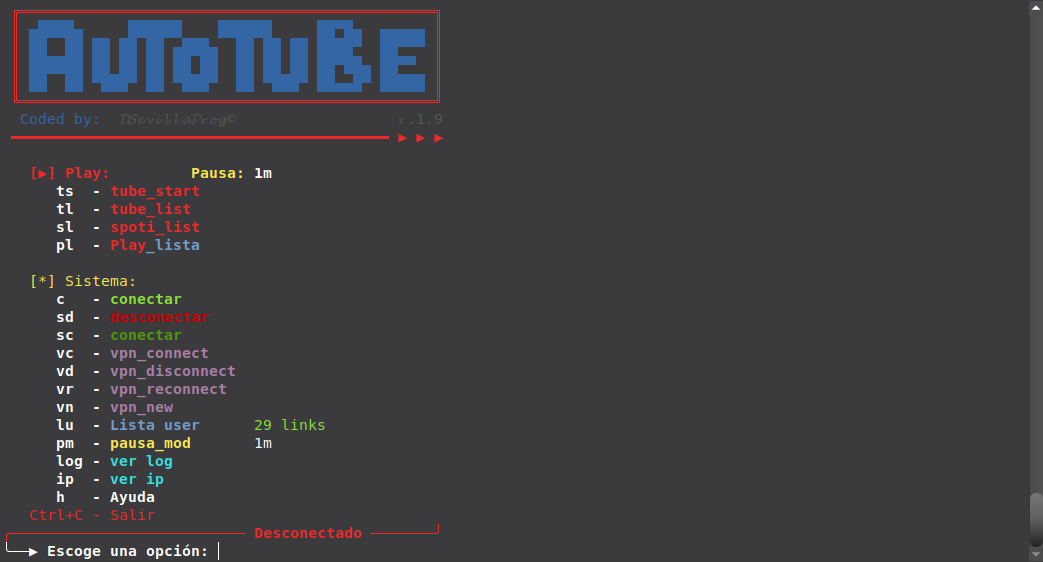 AUTOTUBE
Coded by: DSevillaProg© v.1.9
▶ ▶ ▶
[▶] Play: Pausa: 1m
ts - tube_start
tl - tube_list
sl - spoti_list
pl - Play_lista
[*] Sistema:
c - conectar
sd - desconectar
sc - conectar
vc - vpn_connect
vd - vpn_disconnect
vr - vpn_reconnect
vn - vpn_new
lu - Lista user 29 links
pm - pausa_mod 1m
log - ver log
ip - ver ip
h - Ayuda
Ctrl+C - Salir
Desconectado
Escoge una opción: